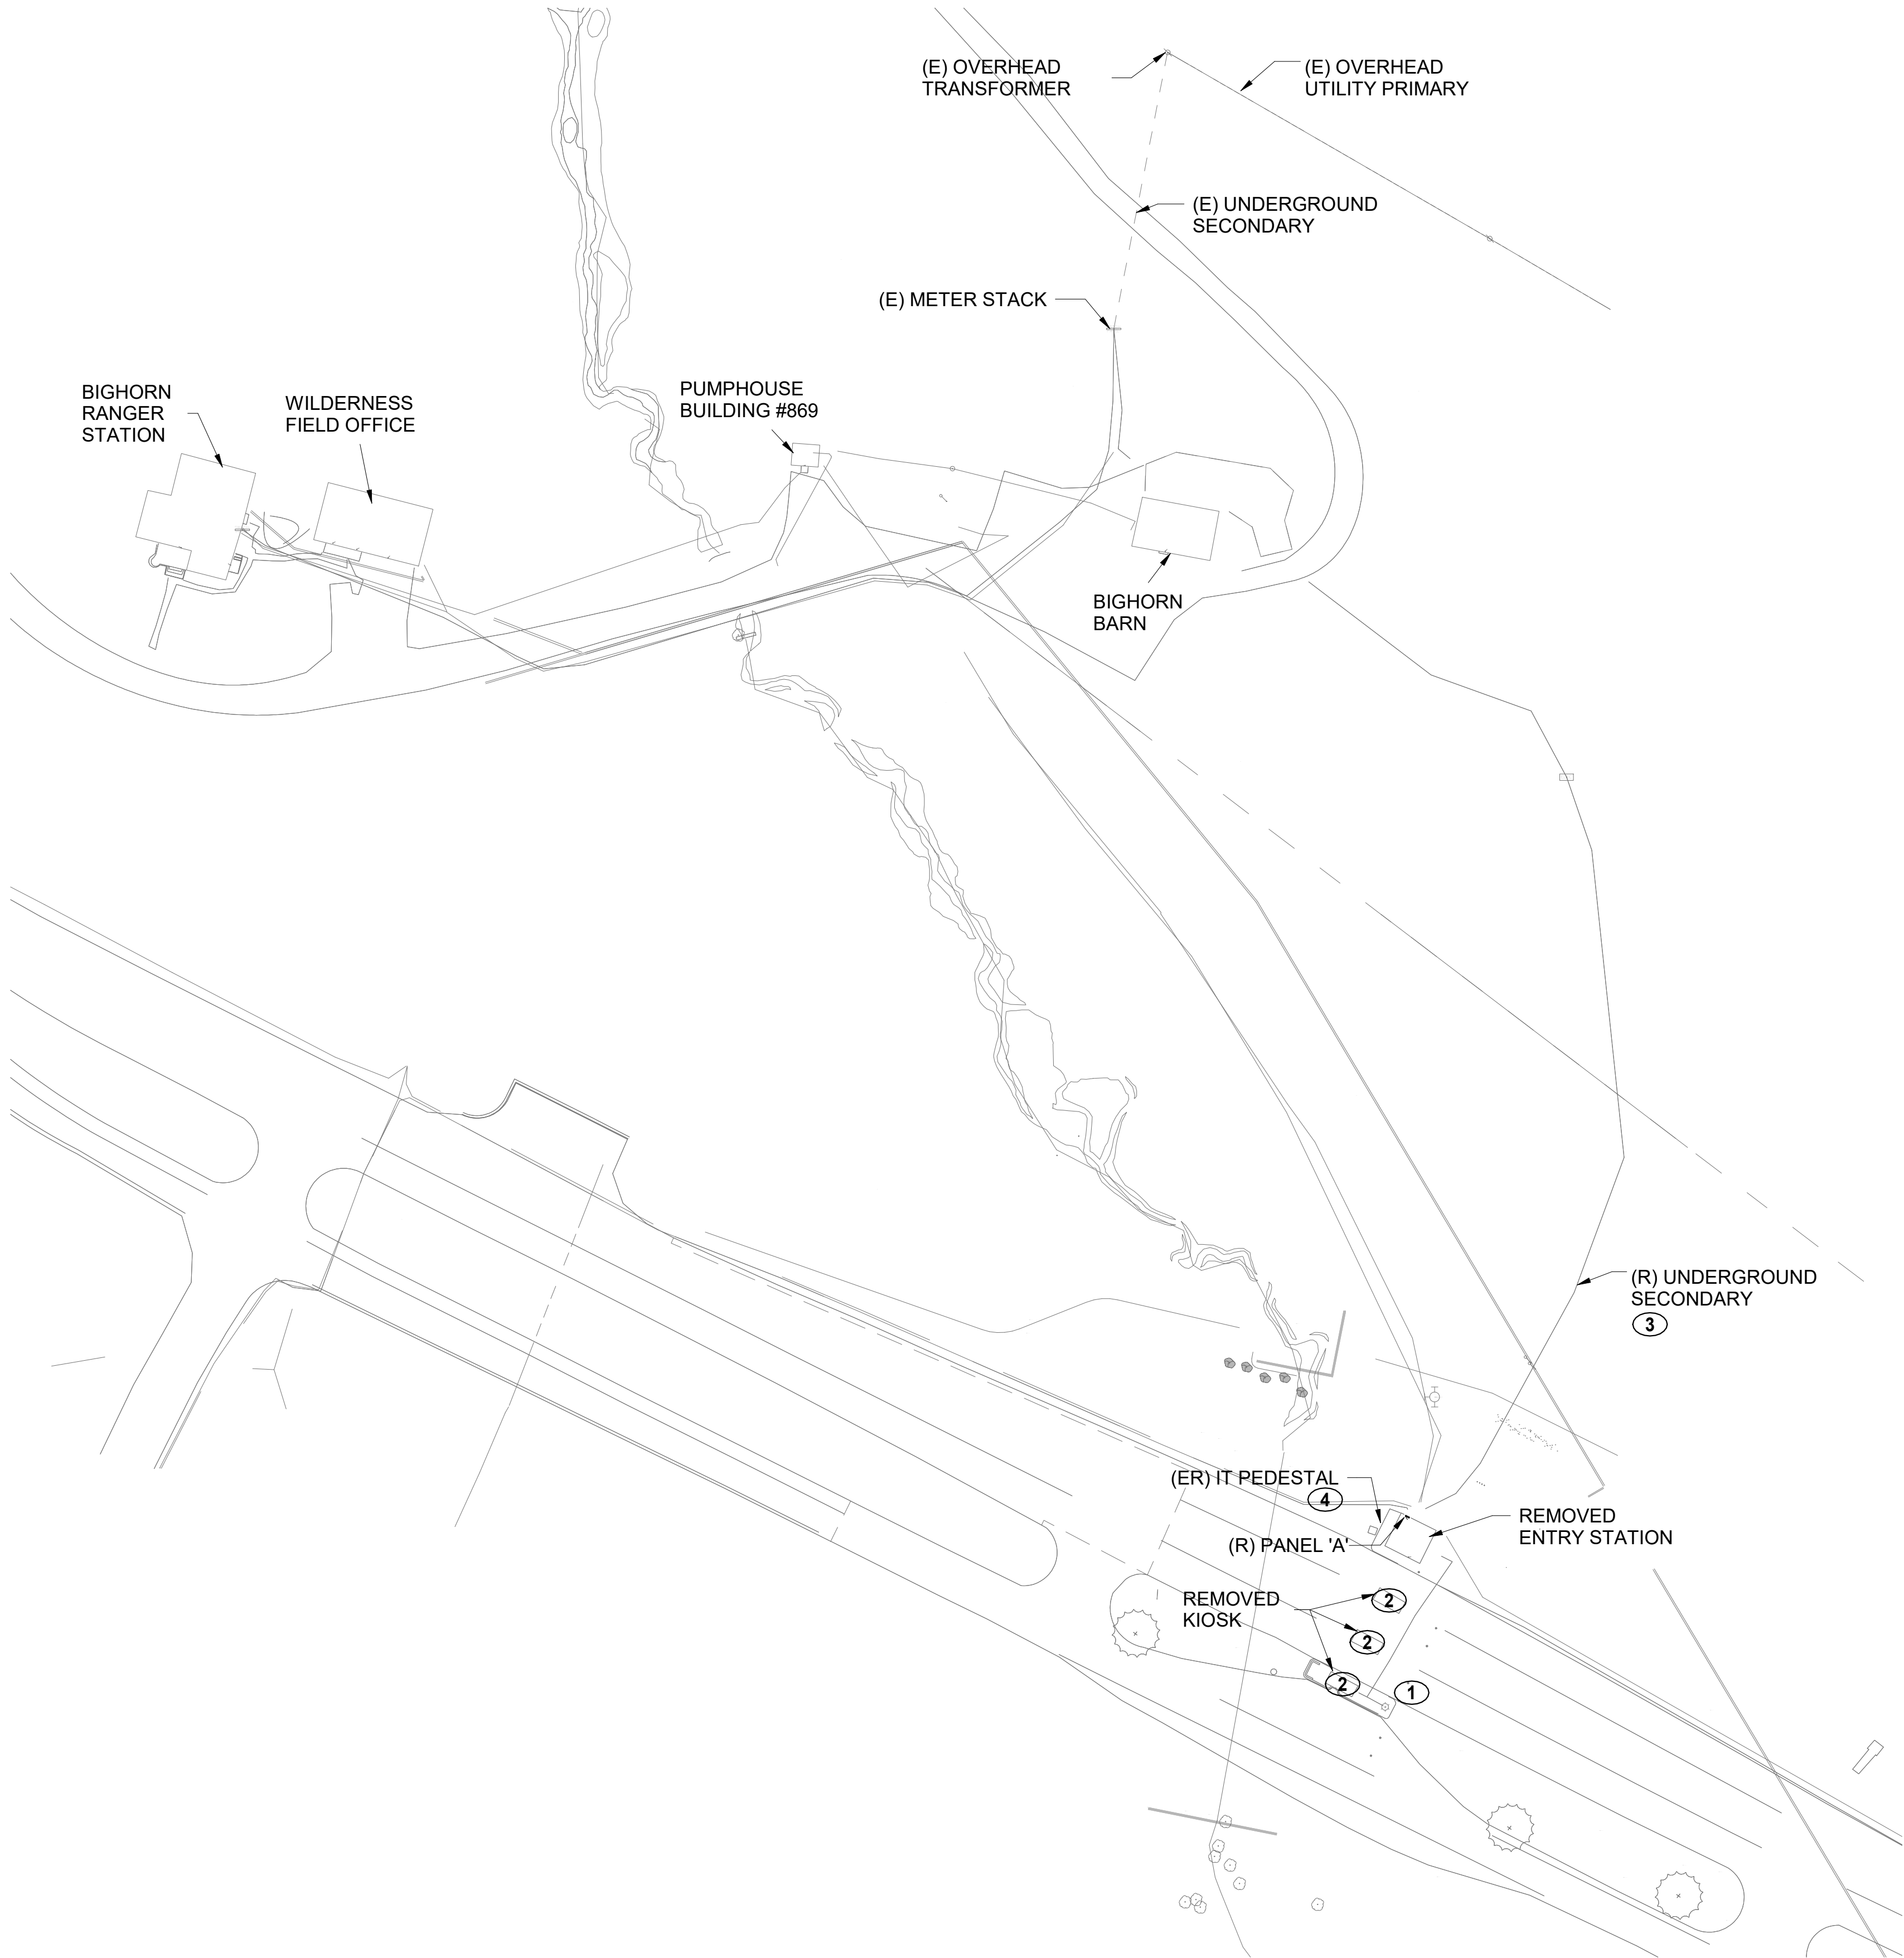 (E) OVERHEAD
TRANSFORMER
(E) OVERHEAD
UTILITY PRIMARY
(E) UNDERGROUND
SECONDARY
(E) METER STACK
BIGHORN
RANGER
STATION
WILDERNESS
FIELD OFFICE
PUMPHOUSE
BUILDING #869
BIGHORN
BARN
(R) UNDERGROUND
SECONDARY
3
(ER) IT PEDESTAL
4
REMOVED
ENTRY STATION
(R) PANEL 'A'
REMOVED
KIOSK
2
2
2
1